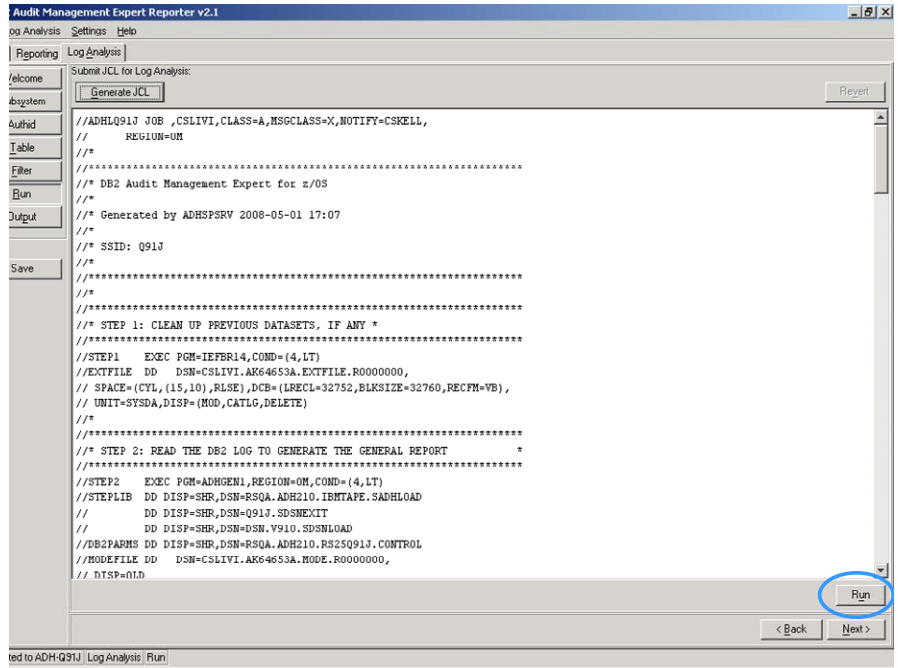 Audit Management Expert Reporter v2.1
og Analysis Settings Help
Reporting Log Analysis
elcome
bsystem
Authid
Table
Filter
Run
Output
Save
Submit JCL for Log Analysis:
Generate JCL Revert
//ADHLQ91J JOB ,CSLIVI,CLASS=A,MSGCLASS=X,NOTIFY=CSKELL,
// REGION=0M
//*
//*********************************************************************
//* DB2 Audit Management Expert for z/OS
//*
//* Generated by ADHSPSRV 2008-05-01 17:07
//*
//* SSID: Q91J
//*
//*********************************************************************
//*
//*********************************************************************
//* STEP 1: CLEAN UP PREVIOUS DATASETS, IF ANY *
//*********************************************************************
//STEP1 EXEC PGM=IEFBR14,COND=(4,LT)
//EXTFILE DD DSN=CSLIVI.AK64653A.EXTFILE.R0000000,
// SPACE=(CYL,(15,10),RLSE),DCB=(LRECL=32752,BLKSIZE=32760,RECFM=VB),
// UNIT=SYSDA,DISP=(MOD,CATLG,DELETE)
//*
//*********************************************************************
//* STEP 2: READ THE DB2 LOG TO GENERATE THE GENERAL REPORT *
//*********************************************************************
//STEP2 EXEC PGM=ADHGEN1,REGION=0M,COND=(4,LT)
//STEPLIB DD DISP=SHR,DSN=RSQA.ADH210.IBMTAPE.SADHLOAD
// DD DISP=SHR,DSN=Q91J.SDSNEXIT
// DD DISP=SHR,DSN=DSN.V910.SDSNLOAD
//DB2PARMS DD DISP=SHR,DSN=RSQA.ADH210.RS25Q91J.CONTROL
//MODEFILE DD DSN=CSLIVI.AK64653A.MODE.R0000000,
// DISP=OLD
Run
< Back Next >
ted to ADH-Q91J Log Analysis Run